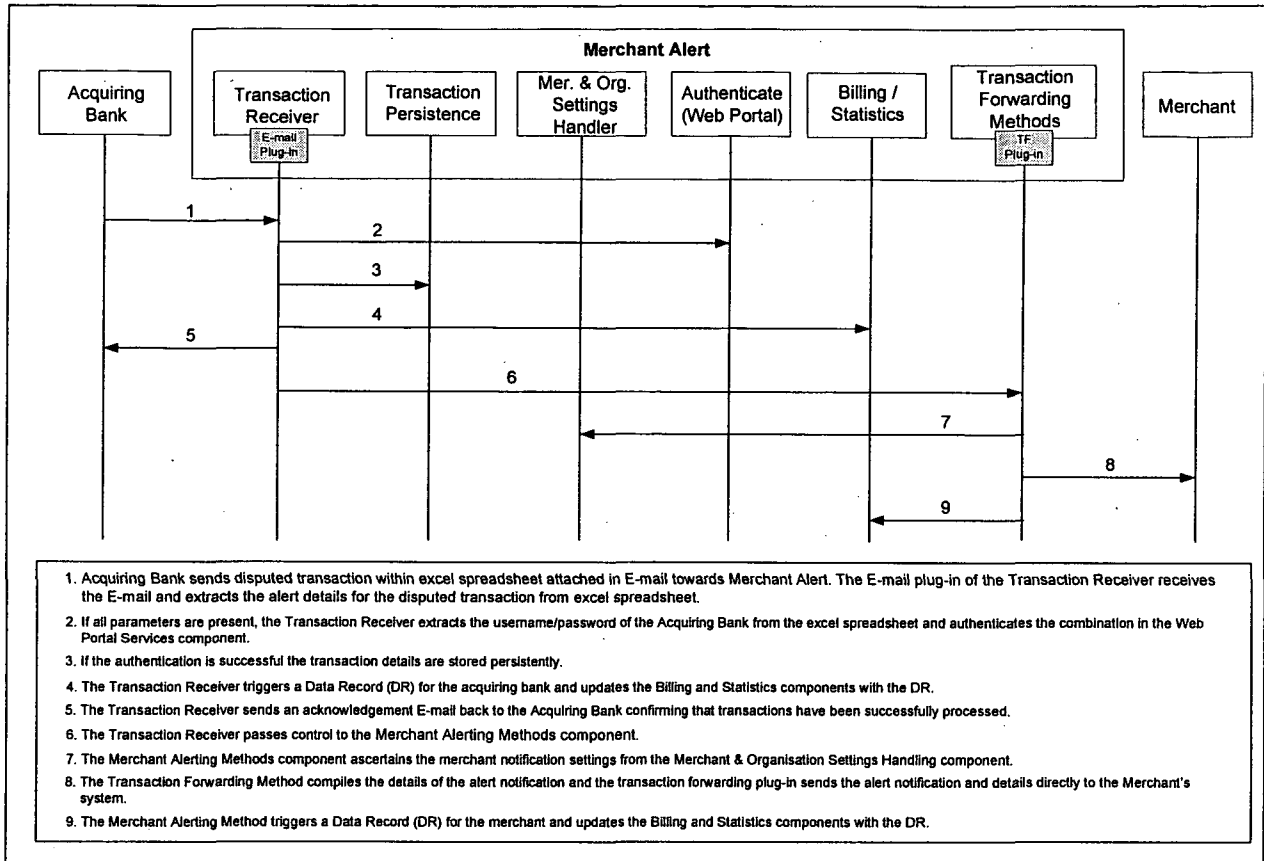 Merchant Alert
Acquiring
Bank
Transaction
Receiver
E-mail
Plug-in
Transaction
Persistence
Mer. & Org.
Settings
Handler
Authenticate
(Web Portal)
Billing /
Statistics
Transaction
Forwarding
Methods
TF
Plug-in
Merchant
1
2
3
4
5
6
7
8
9
1. Acquiring Bank sends disputed transaction within excel spreadsheet attached in E-mail towards Merchant Alert. The E-mail plug-in of the Transaction Receiver receives
the E-mail and extracts the alert details for the disputed transaction from excel spreadsheet.
2. If all parameters are present, the Transaction Receiver extracts the username/password of the Acquiring Bank from the excel spreadsheet and authenticates the combination in the Web
Portal Services component.
3. If the authentication is successful the transaction details are stored persistently.
4. The Transaction Receiver triggers a Data Record (DR) for the acquiring bank and updates the Billing and Statistics components with the DR.
5. The Transaction Receiver sends an acknowledgement E-mail back to the Acquiring Bank confirming that transactions have been successfully processed.
6. The Transaction Receiver passes control to the Merchant Alerting Methods component.
7. The Merchant Alerting Methods component ascertains the merchant notification settings from the Merchant & Organisation Settings Handling component.
8. The Transaction Forwarding Method compiles the details of the alert notification and the transaction forwarding plug-in sends the alert notification and details directly to the Merchant's
system.
9. The Merchant Alerting Method triggers a Data Record (DR) for the merchant and updates the Billing and Statistics components with the DR.